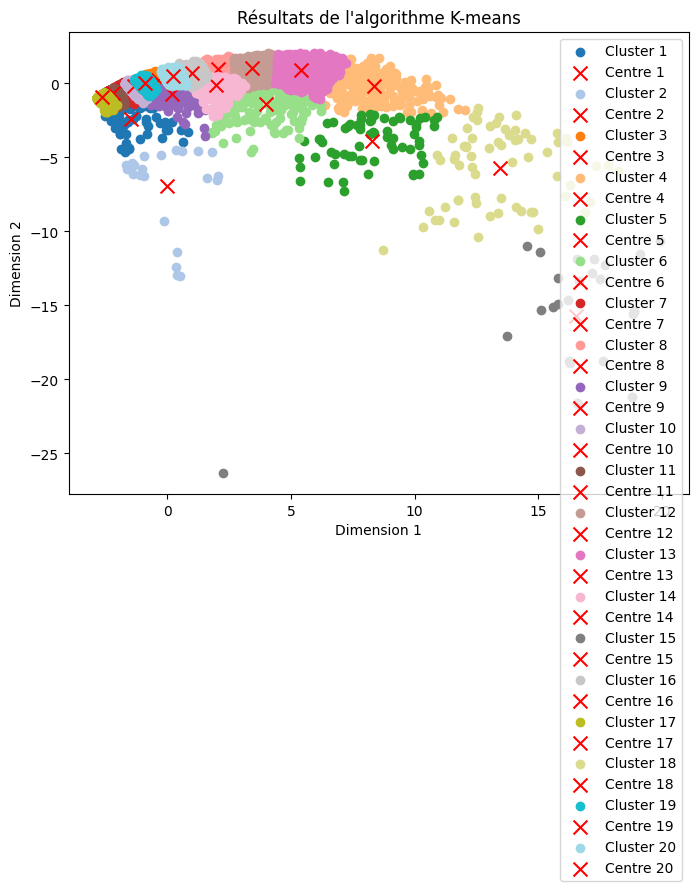 Résultats de l'algorithme K-means
Dimension 2
0
−5
−10
−15
−20
−25
0
5
10
15
Dimension 1
Cluster 1
Centre 1
Cluster 2
Centre 2
Cluster 3
Centre 3
Cluster 4
Centre 4
Cluster 5
Centre 5
Cluster 6
Centre 6
Cluster 7
Centre 7
Cluster 8
Centre 8
Cluster 9
Centre 9
Cluster 10
Centre 10
Cluster 11
Centre 11
Cluster 12
Centre 12
Cluster 13
Centre 13
Cluster 14
Centre 14
Cluster 15
Centre 15
Cluster 16
Centre 16
Cluster 17
Centre 17
Cluster 18
Centre 18
Cluster 19
Centre 19
Cluster 20
Centre 20